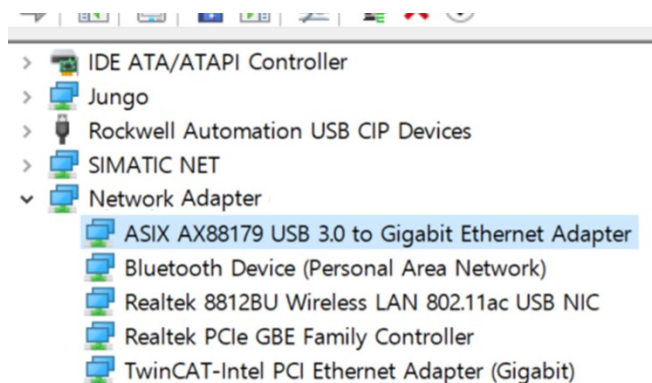 IDE ATA/ATAPI Controller
Jungo
Rockwell Automation USB CIP Devices
SIMATIC NET
Network Adapter
ASIX AX88179 USB 3.0 to Gigabit Ethernet Adapter
Bluetooth Device (Personal Area Network)
Realtek 8812BU Wireless LAN 802.11ac USB NIC
Realtek PCIe GBE Family Controller
TwinCAT-Intel PCI Ethernet Adapter (Gigabit)